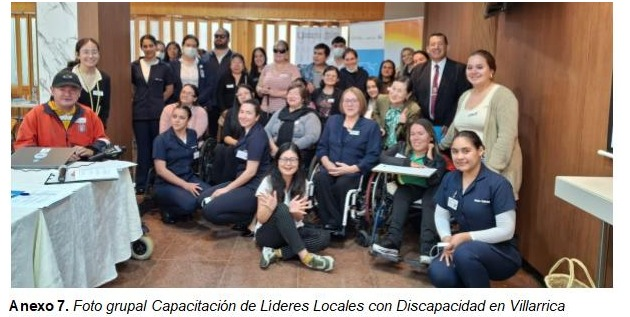 Anexo 7. Foto grupal Capacitación de Líderes Locales con Discapacidad en Villarrica